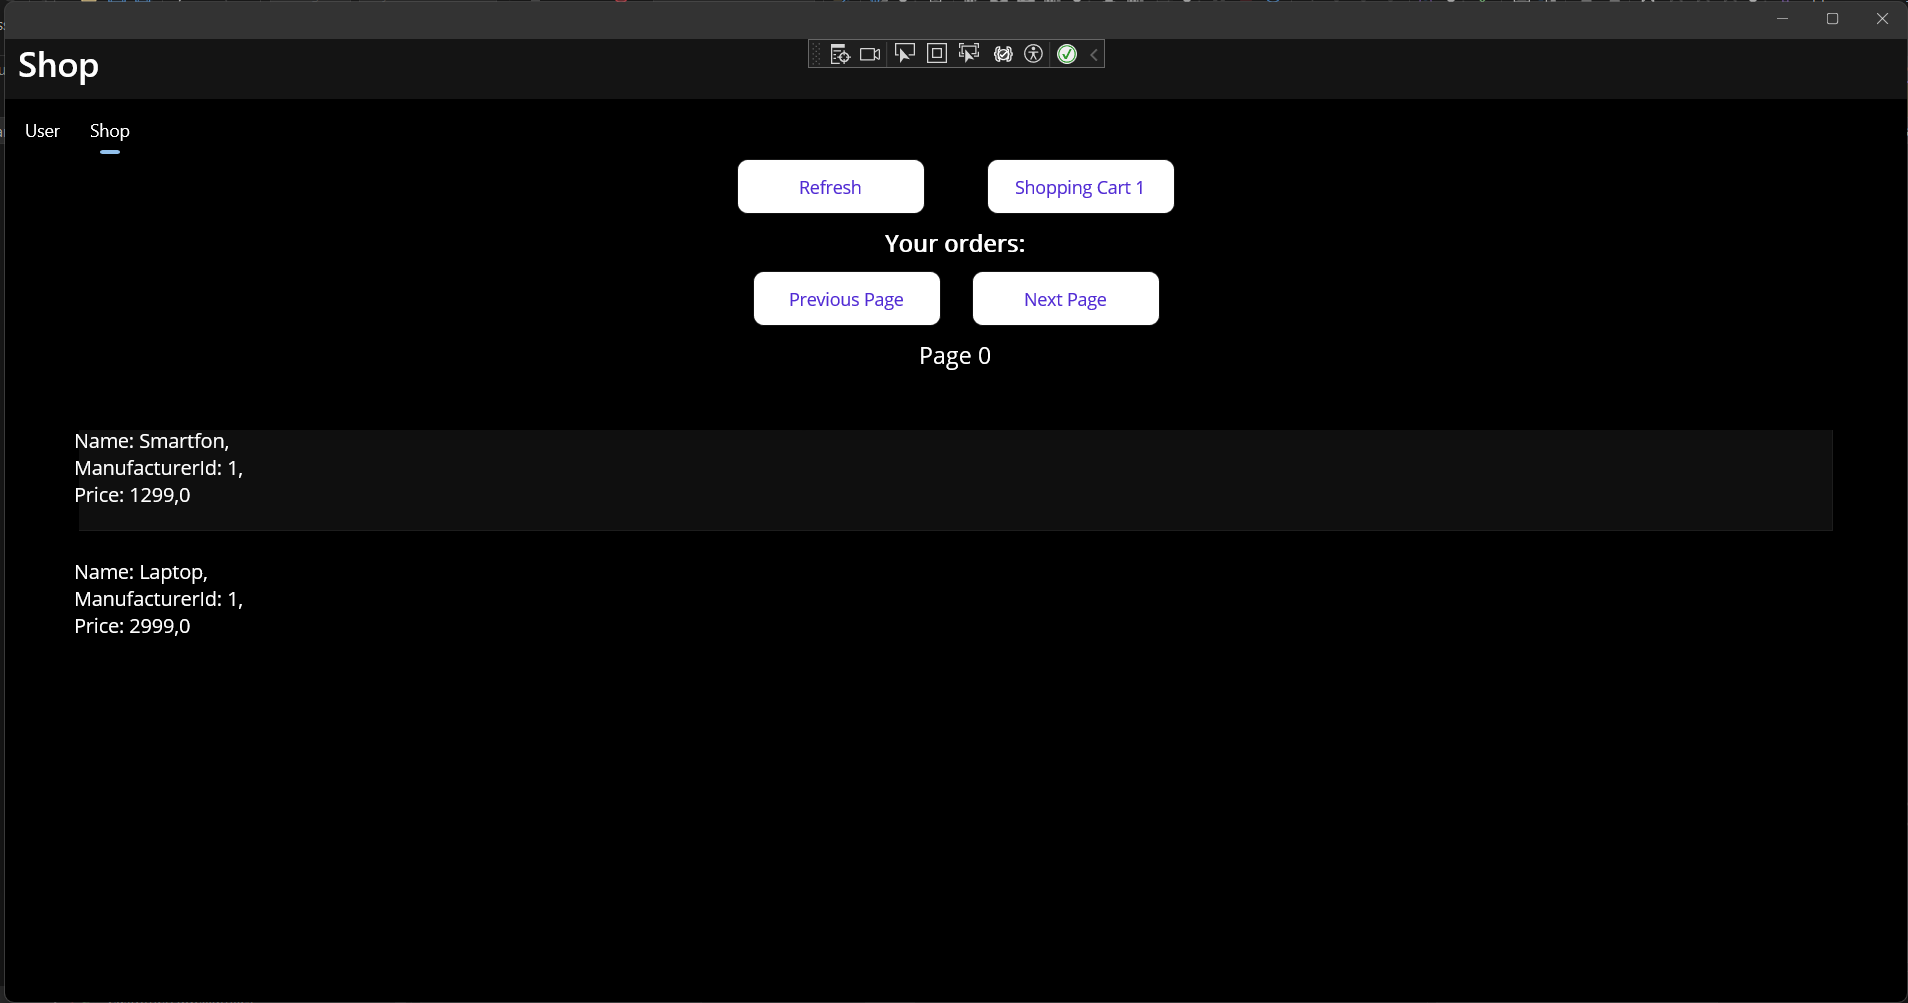 Shop
User Shop
Refresh Shopping Cart 1
Your orders:
Previous Page Next Page
Page 0
Name: Smartfon,
ManufacturerId: 1,
Price: 1299,0
Name: Laptop,
ManufacturerId: 1,
Price: 2999,0